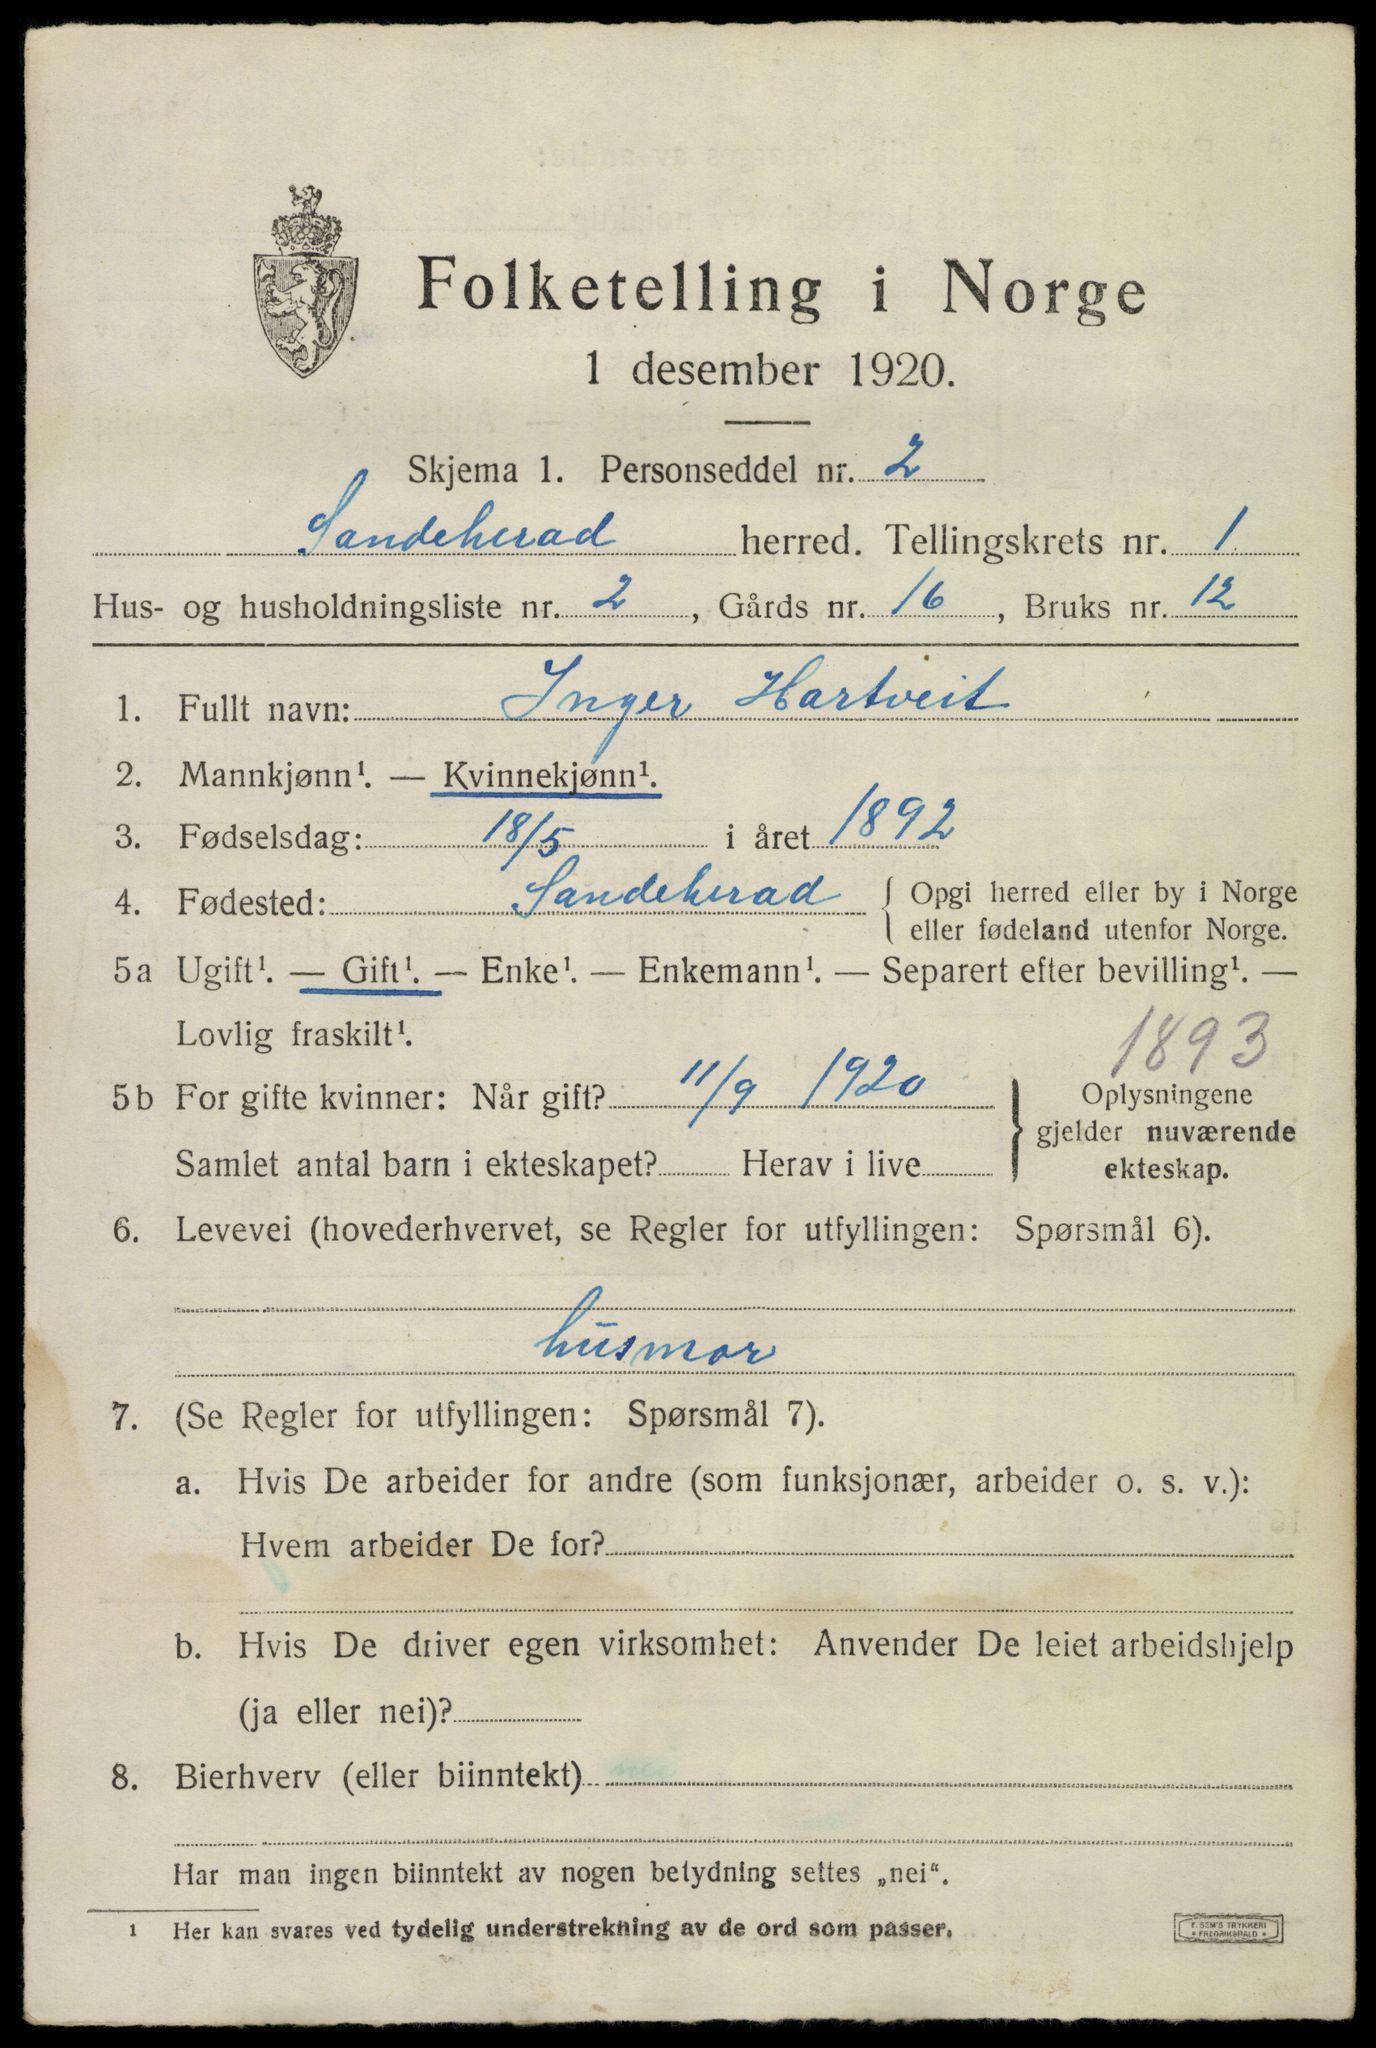 Folketelling i Norge
1 desember 1920.
Skjema 1. Personseddel nr. 2
Sandeherad herred. Tellingskrets nr. 1
Hus- og husholdningsliste nr. 2, Gårds nr. 16, Bruks nr. 12
1. Fullt navn: Inger Hartveit
2. Mannkjønn¹. — Kvinnekjønn¹.
3. Fødselsdag: 18/5 i året 1892
4. Fødested: Sandeherad { Opgi herred eller by i Norge
eller fødeland utenfor Norge.
5a Ugift¹. — Gift¹. — Enke¹. — Enkemann¹. — Separert efter bevilling¹. —
Lovlig fraskilt¹.
1893
5b For gifte kvinner: Når gift? 11/9 1920
Samlet antal barn i ekteskapet? Herav i live
} Oplysningene
gjelder nuværende
ekteskap.
6. Levevei (hovederhvervet, se Regler for utfyllingen: Spørsmål 6).
husmor
7. (Se Regler for utfyllingen: Spørsmål 7).
a. Hvis De arbeider for andre (som funksjonær, arbeider o. s. v.):
Hvem arbeider De for?
b. Hvis De driver egen virksomhet: Anvender De leiet arbeidshjelp
(ja eller nei)?
8. Bierhverv (eller biinntekt)
Har man ingen biinntekt av nogen betydning settes „nei“.
1 Her kan svares ved tydelig understrekning av de ord som passer.
F. SEM'S TRYKKERI
* FREDRIKSHALD *